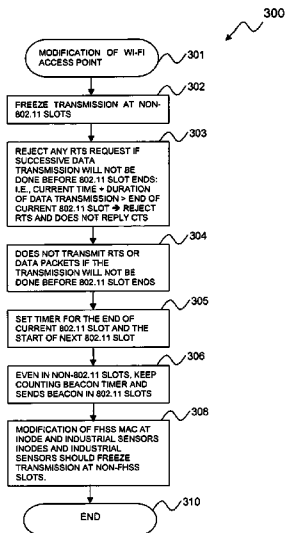 300
MODIFICATION OF WI-FI
ACCESS POINT
301
302
FREEZE TRANSMISSION AT NON-
802.11 SLOTS
303
REJECT ANY RTS REQUEST IF
SUCCESSIVE DATA
TRANSMISSION WILL NOT BE
DONE BEFORE 802.11 SLOT ENDS:
I.E., CURRENT TIME + DURATION
OF DATA TRANSMISSION > END OF
CURRENT 802.11 SLOT → REJECT
RTS AND DOES NOT REPLY CTS
304
DOES NOT TRANSMIT RTS OR
DATA PACKETS IF THE
TRANSMISSION WILL NOT BE
DONE BEFORE 802.11 SLOT ENDS
305
SET TIMER FOR THE END OF
CURRENT 802.11 SLOT AND THE
START OF NEXT 802.11 SLOT
306
EVEN IN NON-802.11 SLOTS, KEEP
COUNTING BEACON TIMER AND
SENDS BEACON IN 802.11 SLOTS
308
MODIFICATION OF FHSS MAC AT
INODE AND INDUSTRIAL SENSORS
INODES AND INDUSTRIAL
SENSORS SHOULD FREEZE
TRANSMISSION AT NON-FHSS
SLOTS.
310
END